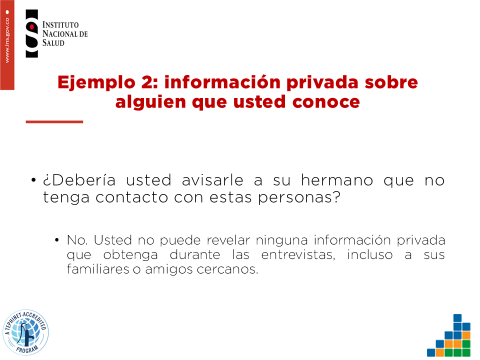 www.ins.gov.co
INSTITUTO
NACIONAL DE
SALUD
Ejemplo 2: información privada sobre
alguien que usted conoce
• ¿Debería usted avisarle a su hermano que no
tenga contacto con estas personas?
• No. Usted no puede revelar ninguna información privada
que obtenga durante las entrevistas, incluso a sus
familiares o amigos cercanos.
A TEPHINET ACCREDITED
PROGRAM